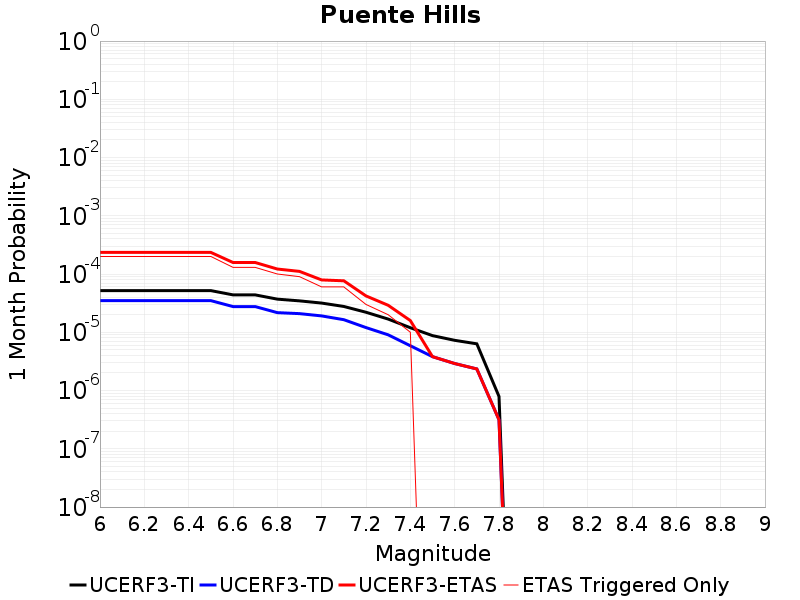 Puente Hills
1 Month Probability
10^0
10^-1
10^-2
10^-3
10^-4
10^-5
10^-6
10^-7
10^-8
6 6.2 6.4 6.6 6.8 7 7.2 7.4 7.6 7.8 8 8.2 8.4 8.6 8.8 9
Magnitude
UCERF3-TI UCERF3-TD UCERF3-ETAS ETAS Triggered Only